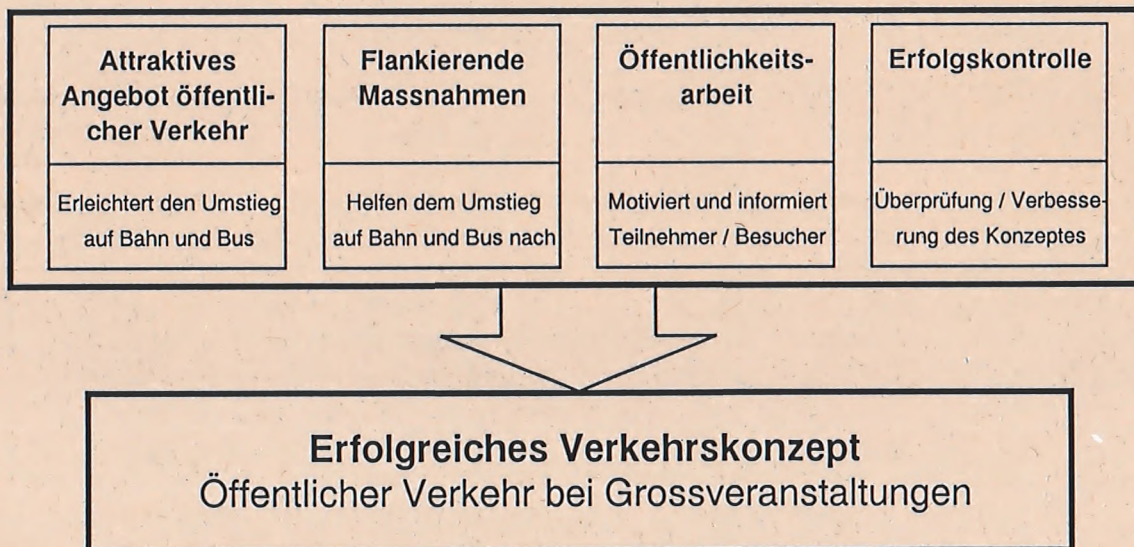 Attraktives
Angebot öffentli-
cher Verkehr
Erleichtert den Umstieg
auf Bahn und Bus
Flankierende
Massnahmen
Helfen dem Umstieg
auf Bahn und Bus nach
Öffentlichkeits-
arbeit
Motiviert und informiert
Teilnehmer / Besucher
Erfolgskontrolle
Überprüfung / Verbesse-
rung des Konzeptes
Erfolgreiches Verkehrskonzept
Öffentlicher Verkehr bei Grossveranstaltungen